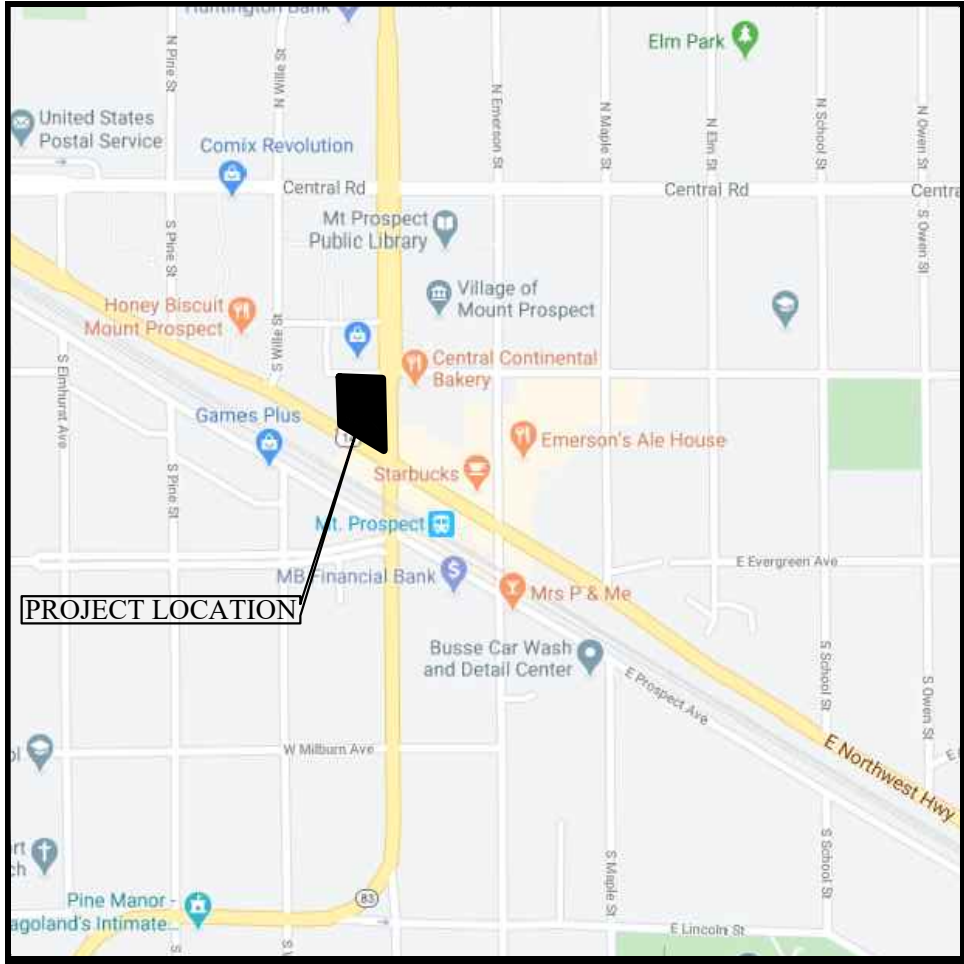 Huntington Bank
Elm Park
N Pine St
N Wille St
N Emerson St
N Maple St
N Elm St
N School St
N Owen St
United States
Postal Service
Comix Revolution
Central Rd
Central Rd
Centra
Mt Prospect
Public Library
S Pine St
S Owen St
Village of
Mount Prospect
Honey Biscuit
Mount Prospect
S Wille St
Central Continental
Bakery
S Elmhurst Ave
Games Plus
Emerson's Ale House
Starbucks
S Pine St
Mt. Prospect
E Evergreen Ave
MB Financial Bank
Mrs P & Me
PROJECT LOCATION
Busse Car Wash
and Detail Center
S School St
E Prospect Ave
S Owen St
W Milburn Ave
E Northwest Hwy
S Maple St
S School St
83
Pine Manor -
agoland's Intimate...
E Lincoln St